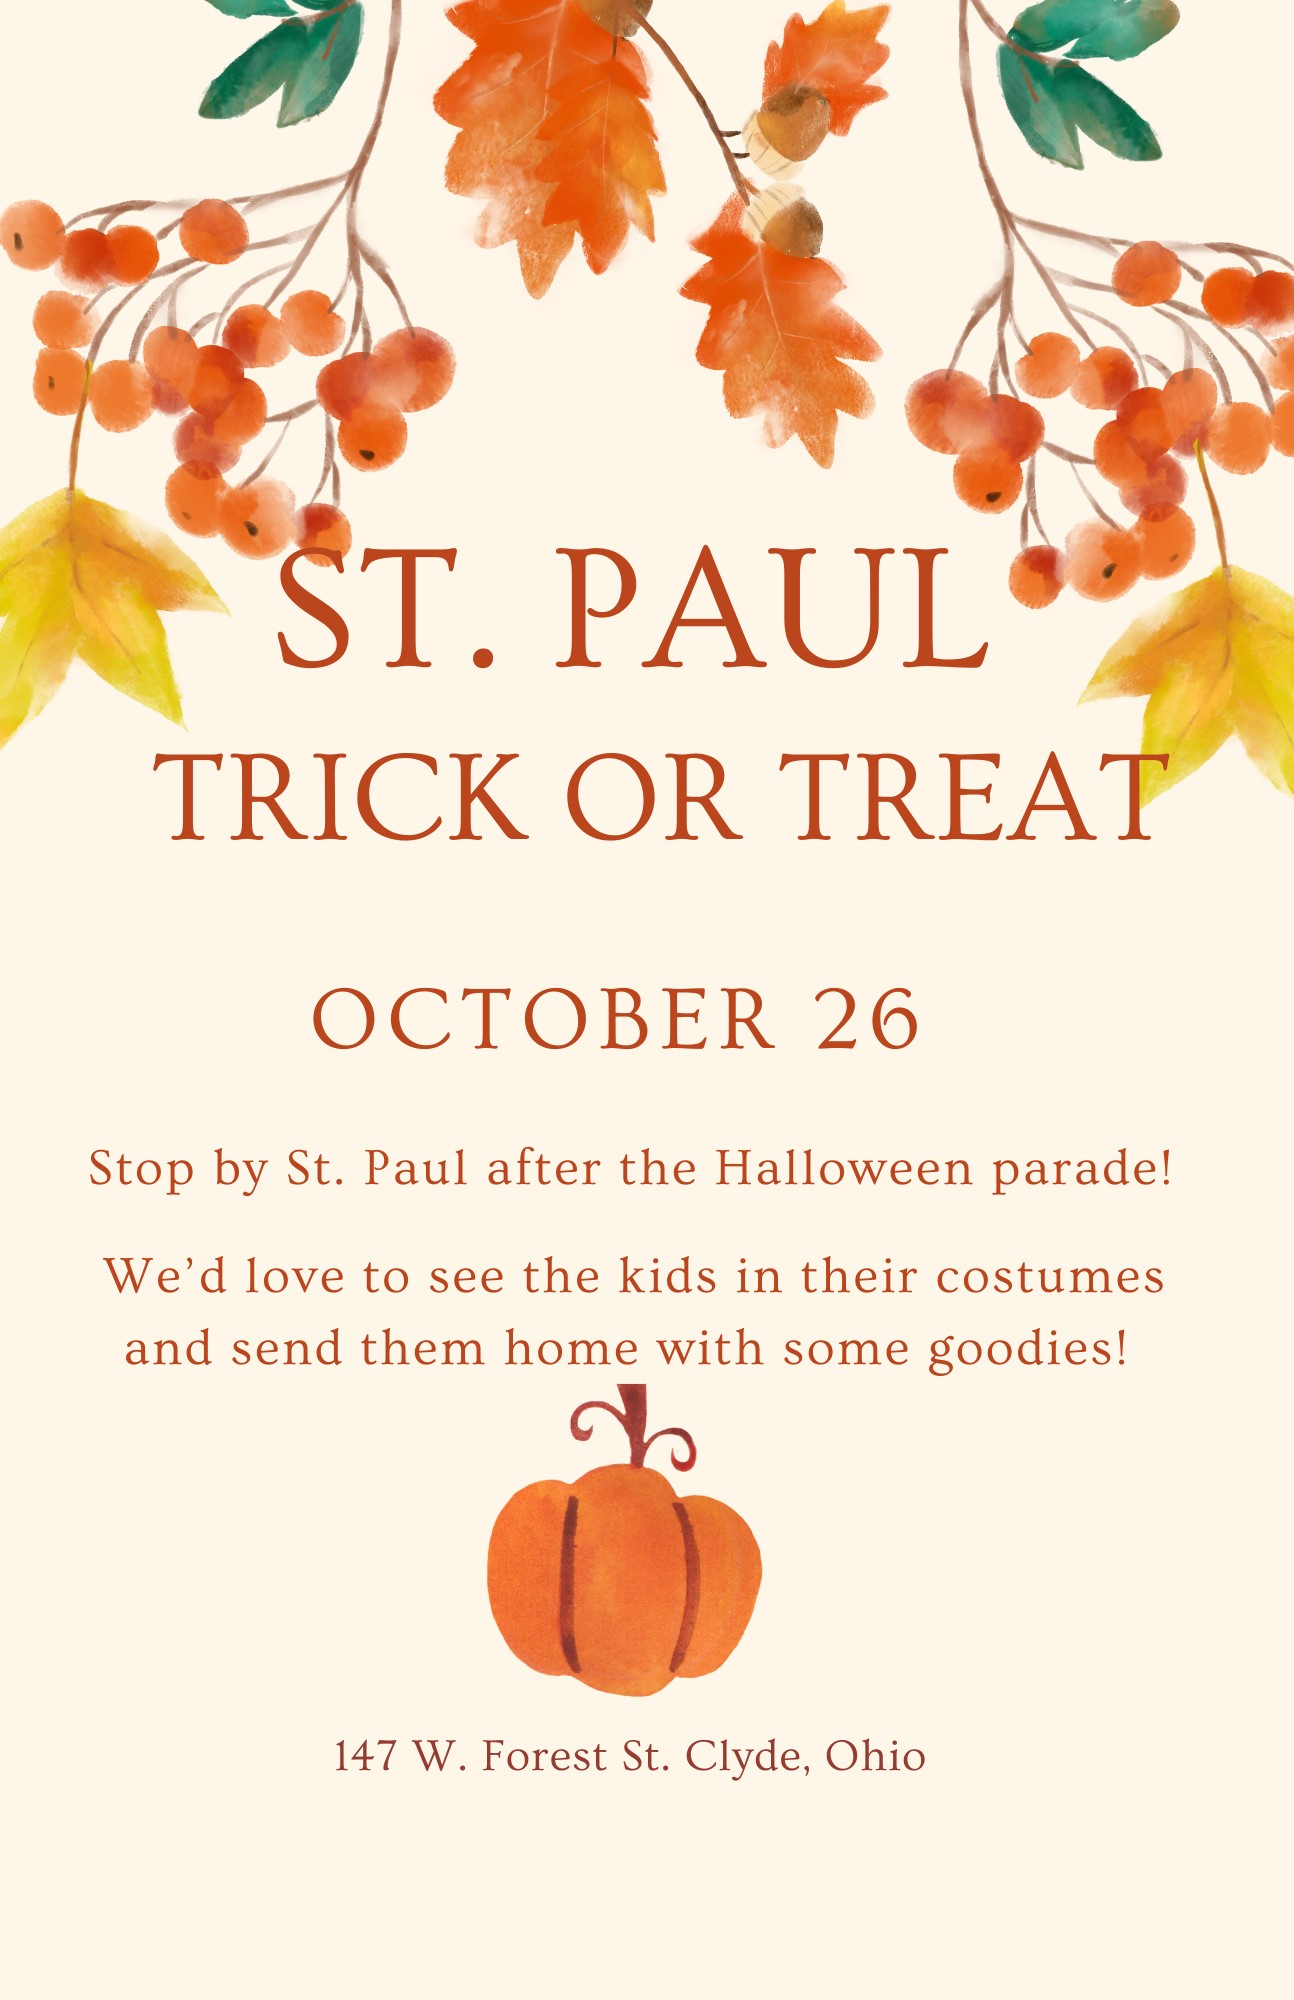 ST. PAUL
TRICK OR TREAT
OCTOBER 26
Stop by St. Paul after the Halloween parade!
We’d love to see the kids in their costumes
and send them home with some goodies!
147 W. Forest St. Clyde, Ohio